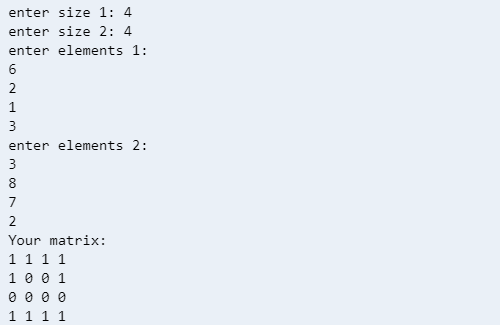 enter size 1: 4
enter size 2: 4
enter elements 1:
6
2
1
3
enter elements 2:
3
8
7
2
Your matrix:
1 1 1 1
1 0 0 1
0 0 0 0
1 1 1 1